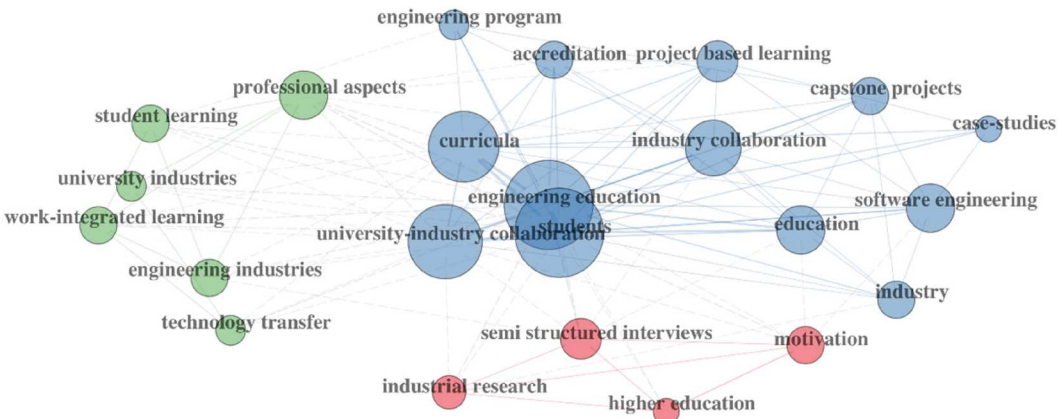 engineering program
accreditation
project based learning
professional aspects
capstone projects
student learning
case-studies
curricula
industry collaboration
university industries
engineering education
work-integrated learning
software engineering
students
education
university-industry collaboration
engineering industries
industry
technology transfer
semi structured interviews
motivation
industrial research
higher education